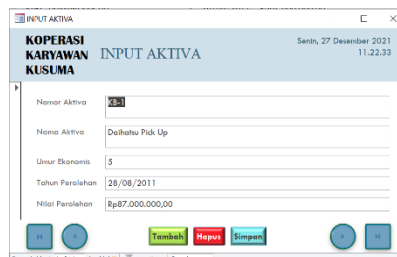 INPUT AKTIVA
KOPERASI
KARYAWAN
KUSUMA
INPUT AKTIVA
Senin, 27 Desember 2021
11.22.33
Nomor Aktiva KB-1
Nama Aktiva Daihatsu Pick Up
Umur Ekonomis 5
Tahun Perolehan 28/08/2011
Nilai Perolehan Rp87.000.000,00
Tambah Hapus Simpan